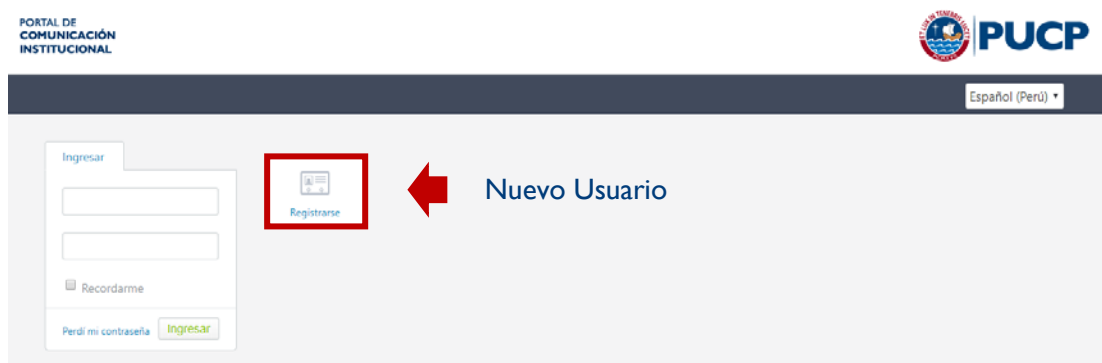 PORTAL DE
COMUNICACIÓN
INSTITUCIONAL
PUCP
Español (Perú)
Ingresar
Registrarse
Nuevo Usuario
Recordarme
Perdí mi contraseña
Ingresar